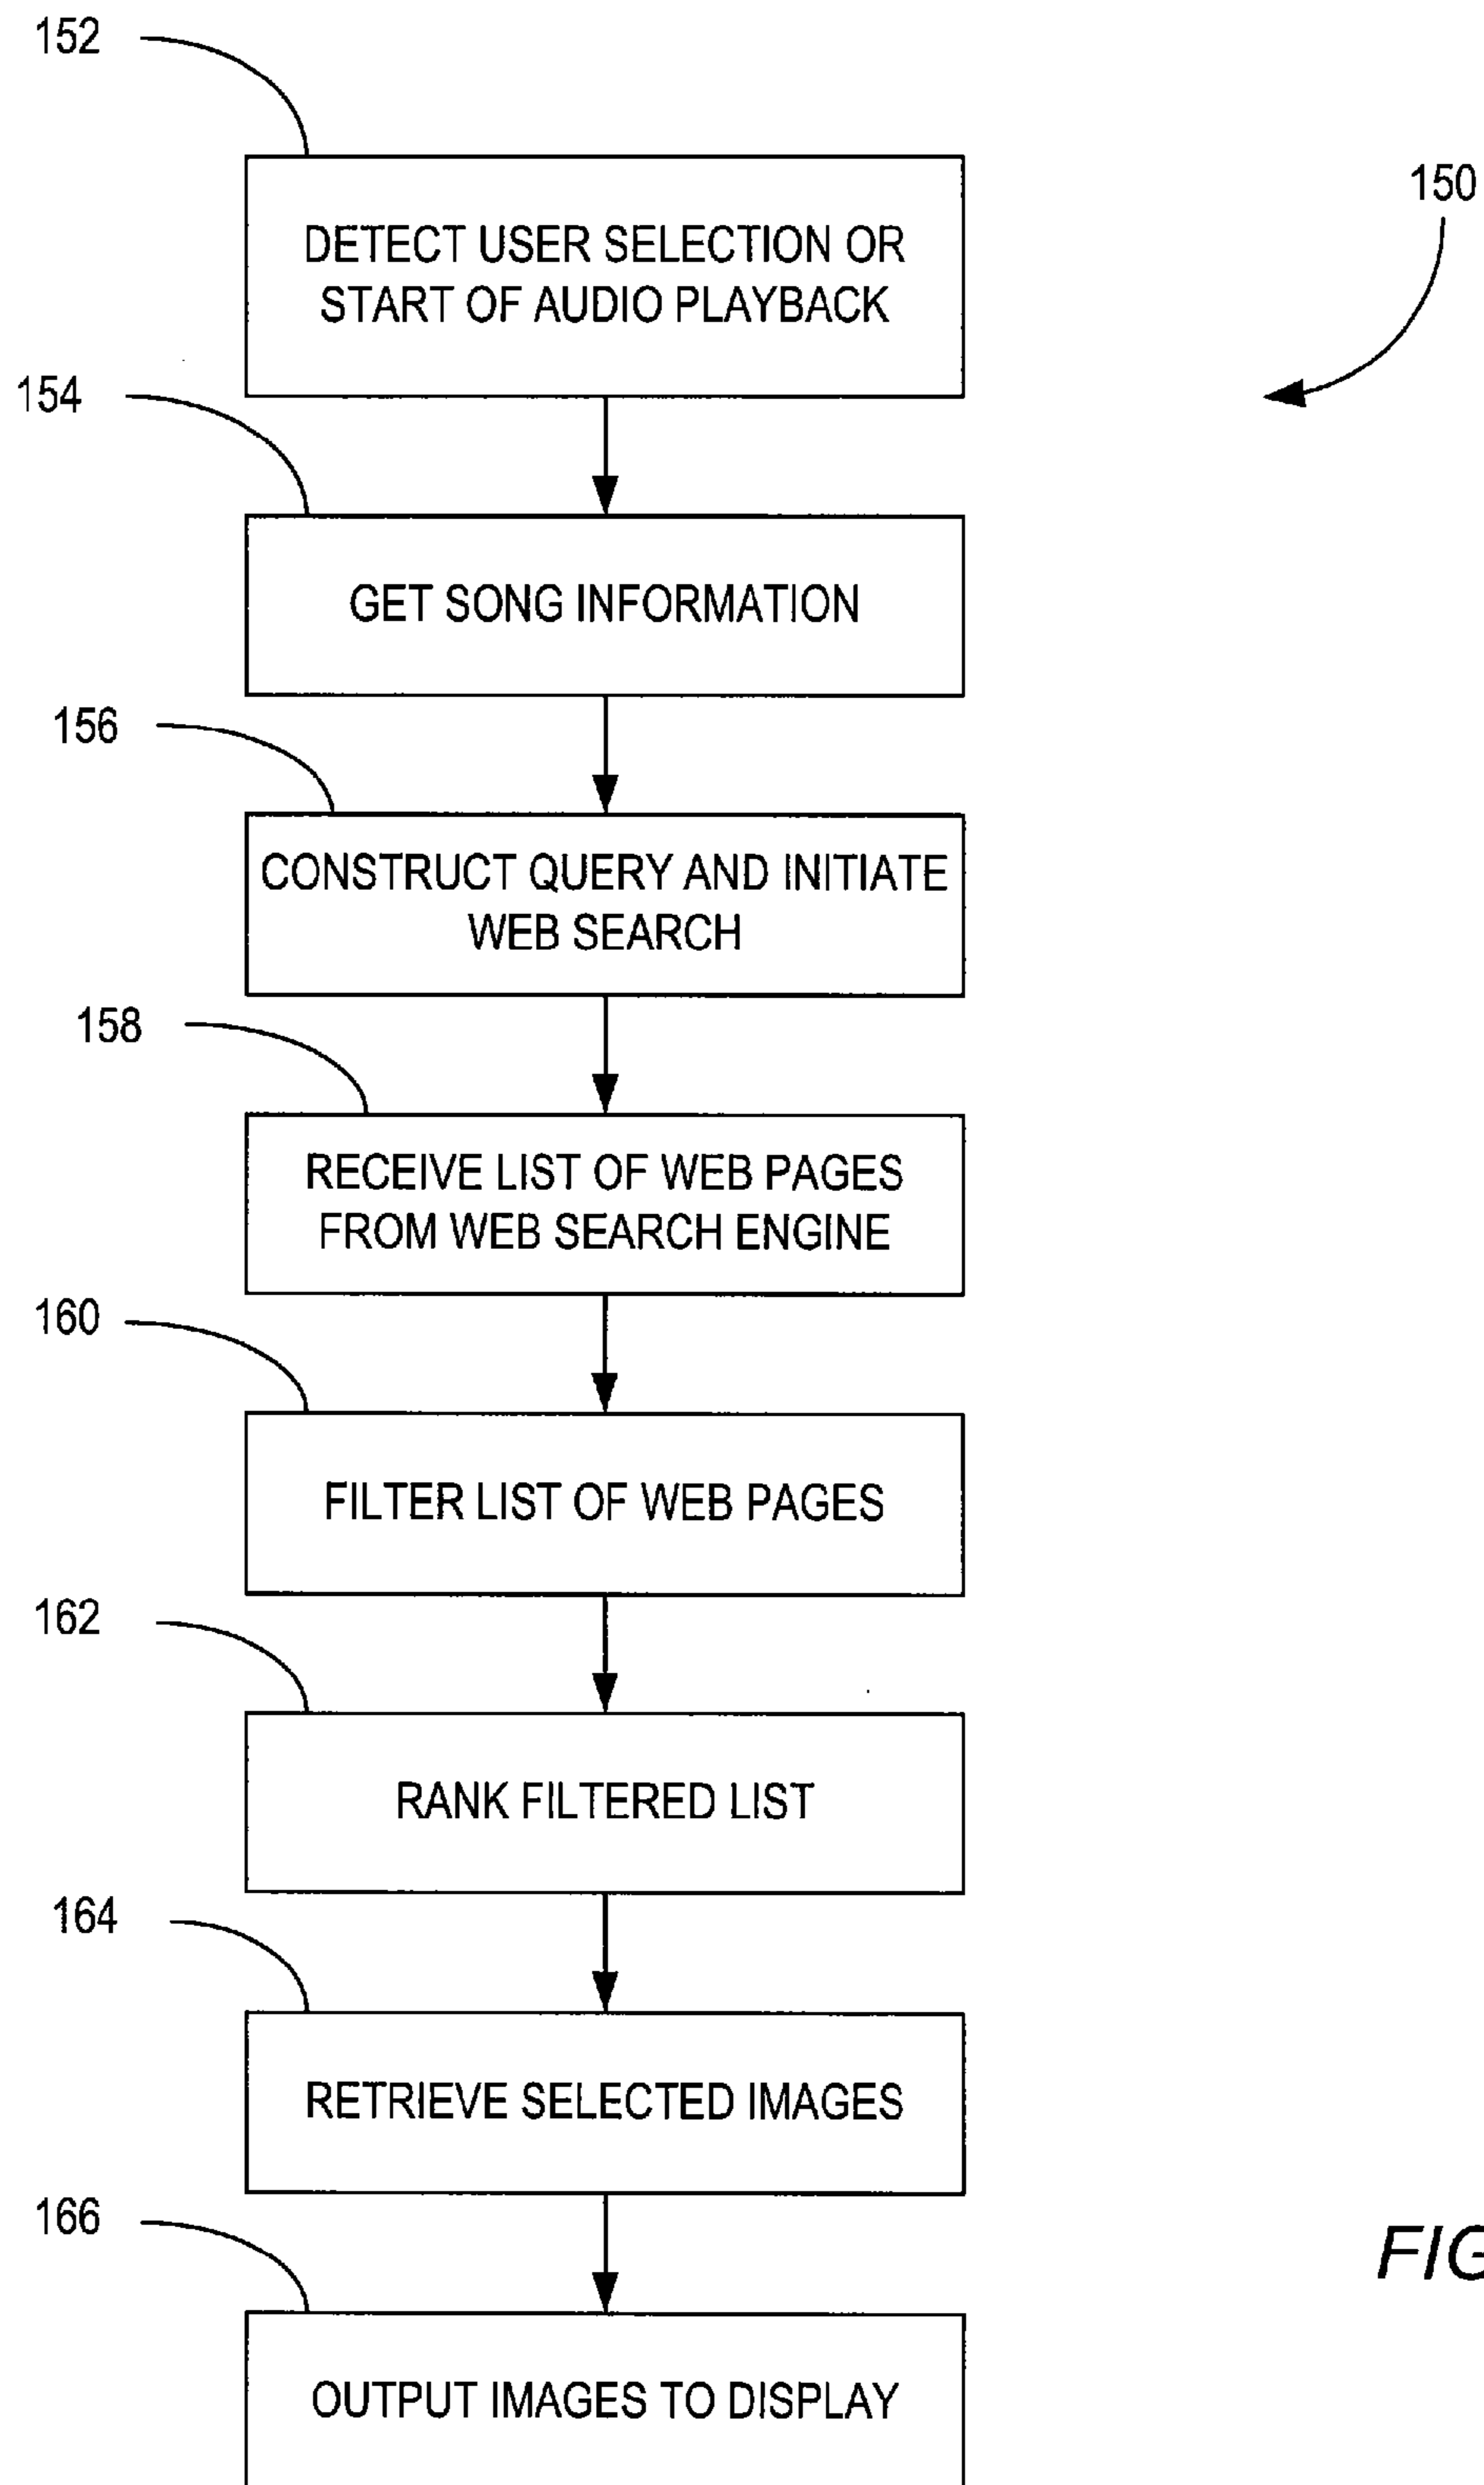 152
150
DETECT USER SELECTION OR
START OF AUDIO PLAYBACK
154
GET SONG INFORMATION
156
CONSTRUCT QUERY AND INITIATE
WEB SEARCH
158
RECEIVE LIST OF WEB PAGES
FROM WEB SEARCH ENGINE
160
FILTER LIST OF WEB PAGES
162
RANK FILTERED LIST
164
RETRIEVE SELECTED IMAGES
166
FIG
OUTPUT IMAGES TO DISPLAY